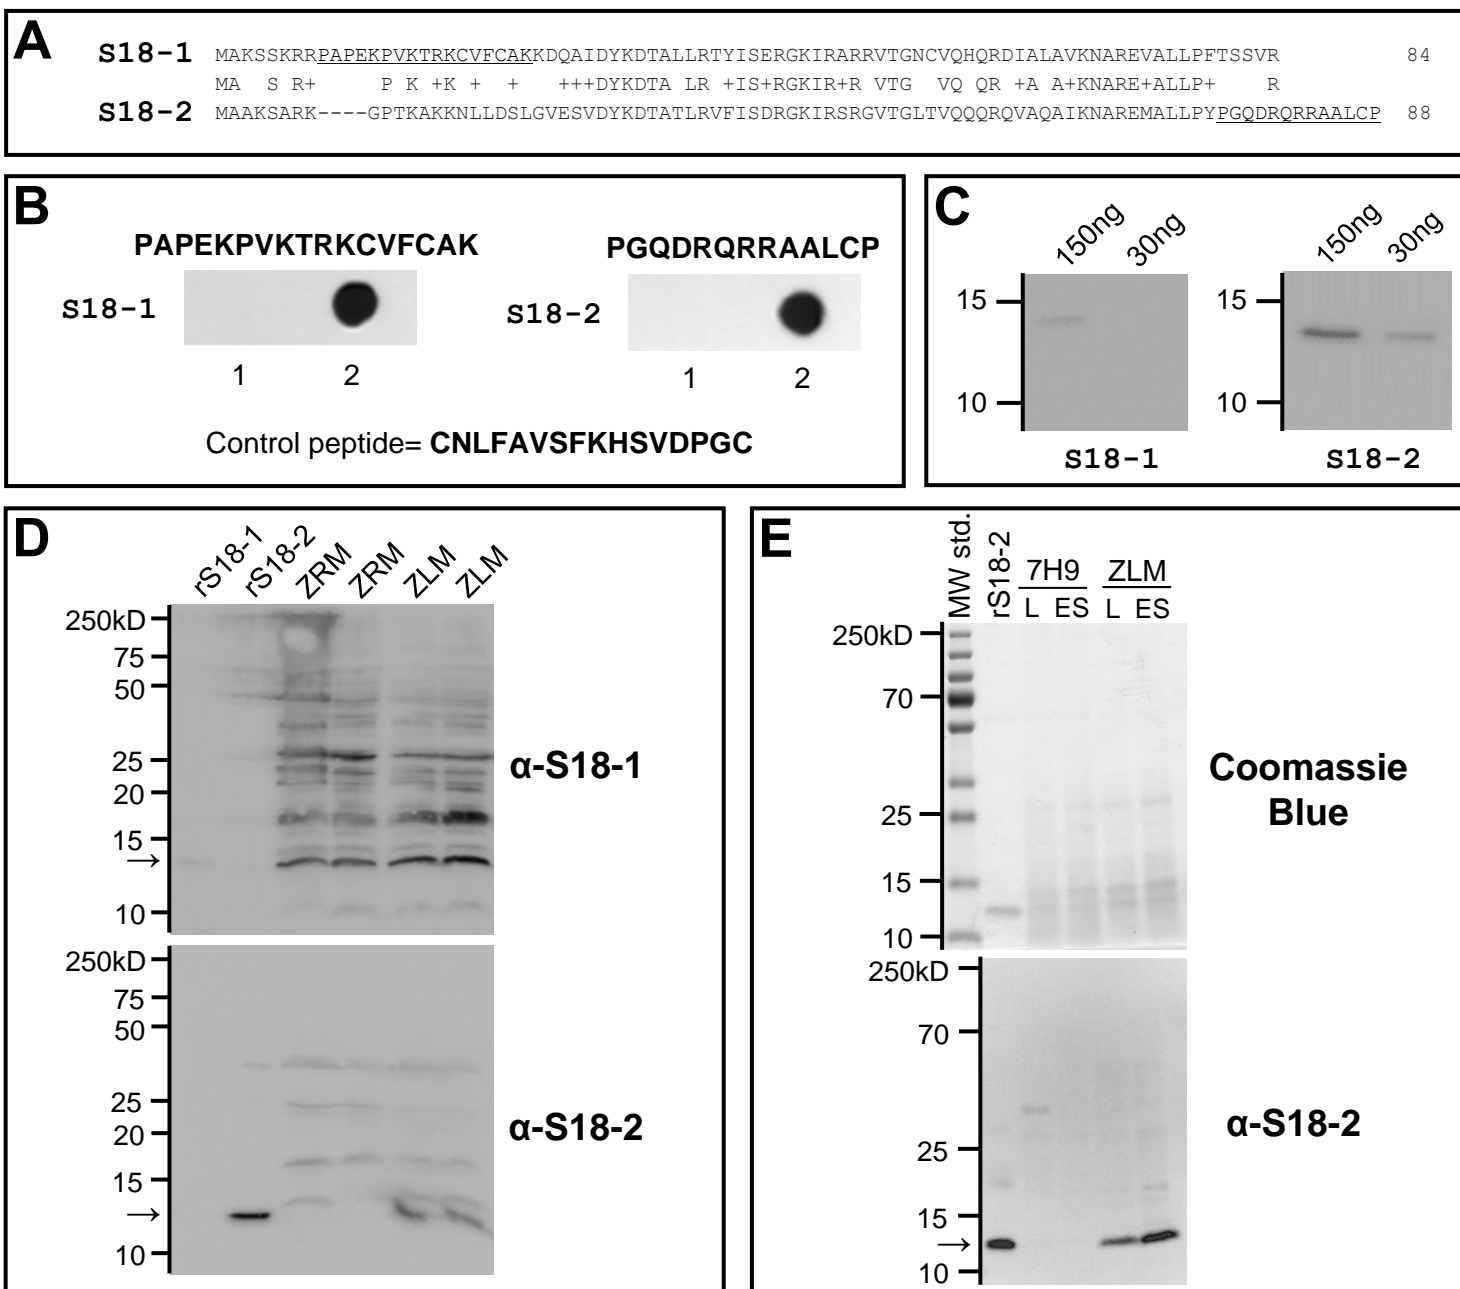 A
S18-1 MAKSSKRRPAPEKPVKTRKCVFCAKKDQAIDYKDTALLRTYISERGKIRARRVTGNCVQHQRDIALAVKNAREVALLPFTSSVR 84
MA S R+ P K +K + + +++DYKDTA LR +IS+RGKIR+R VTG VQ QR +A A+KNARE+ALLP+ R
S18-2 MAAKSARK----GPTKAKKNLLDSLGVESVDYKDTATLRVFISDRGKIRSRGVTGLTVQQQRQVAQAIKNAREMALLPYPGQDRQRRAALCP 88
B
PAPEKPVKTRKCVFCAK
S18-1
1 2
PGQDRQRRAALCP
S18-2
1 2
Control peptide= CNLFAVSFKHSVDPGC
C
150ng 30ng
15
10
S18-1
150ng 30ng
15
10
S18-2
D
rS18-1 rS18-2 ZRM ZRM ZLM ZLM
250kD
75
50
25
20
15
→
10
α-S18-1
250kD
75
50
25
20
15
→
10
α-S18-2
E
MW std. rS18-2 7H9 ZLM
L ES L ES
250kD
70
25
15
10
Coomassie
Blue
250kD
70
25
15
→
10
α-S18-2